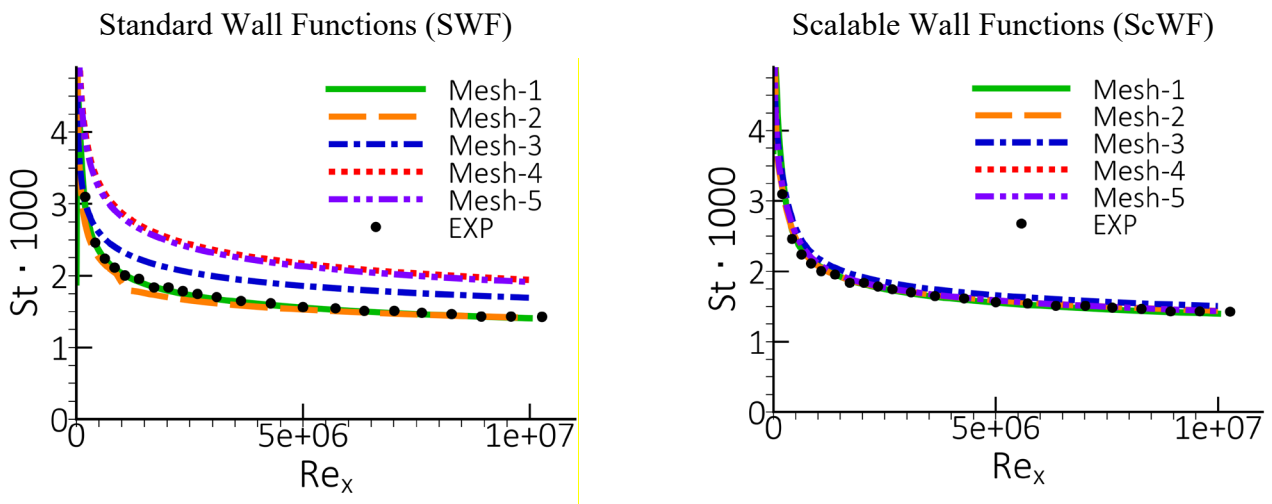 Standard Wall Functions (SWF)
St · 1000
4
3
2
1
0
0
5e+06
1e+07
Re_x
Mesh-1
Mesh-2
Mesh-3
Mesh-4
Mesh-5
EXP
Scalable Wall Functions (ScWF)
St · 1000
4
3
2
1
0
0
5e+06
1e+07
Re_x
Mesh-1
Mesh-2
Mesh-3
Mesh-4
Mesh-5
EXP